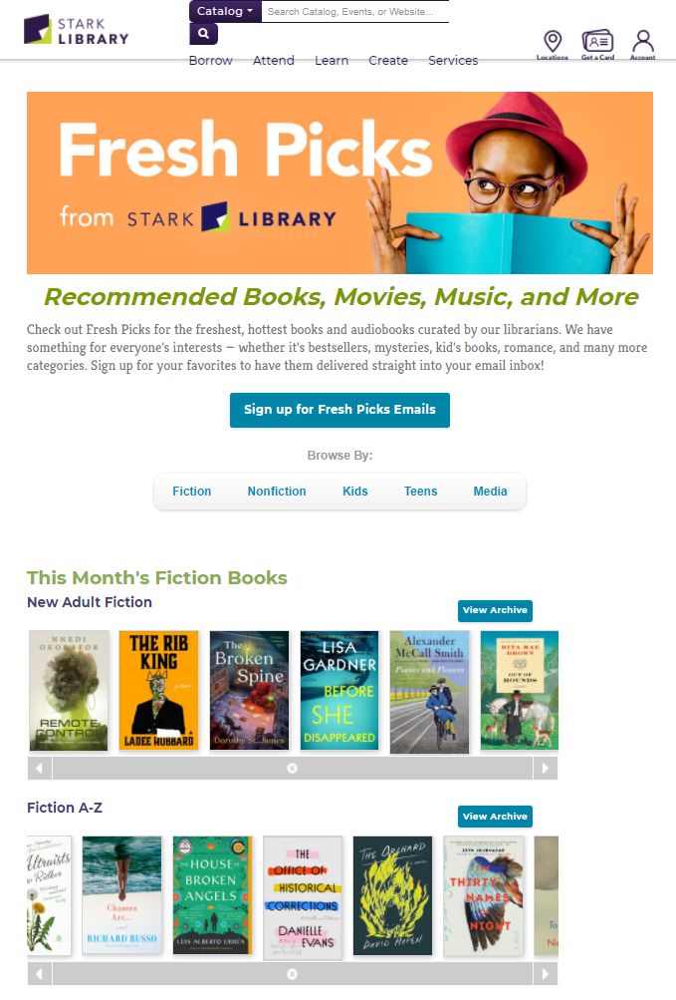 STARK
LIBRARY
Catalog
Search Catalog, Events, or Website...
Borrow Attend Learn Create Services
Locations Get a Card Account
Fresh Picks
from STARK LIBRARY
Recommended Books, Movies, Music, and More
Check out Fresh Picks for the freshest, hottest books and audiobooks curated by our librarians. We have
something for everyone's interests — whether it's bestsellers, mysteries, kid's books, romance, and many more
categories. Sign up for your favorites to have them delivered straight into your email inbox!
Sign up for Fresh Picks Emails
Browse By:
Fiction Nonfiction Kids Teens Media
This Month's Fiction Books
New Adult Fiction
View Archive
NNEDI
OKORAFOR
REMOTE
CONTROL
THE RIB
KING
a novel
LADEE HUBBARD
The
Broken
Spine
Dorothy St. James
LISA
GARDNER
BEFORE
SHE
DISAPPEARED
Alexander
McCall Smith
Pianos and Flowers
RITA MAE
BROWN
OUT OF
HOUNDS
Fiction A-Z
View Archive
Altruists
Ridker
Chances
Are...
RICHARD RUSSO
THE HOUSE
OF
BROKEN
ANGELS
LUIS ALBERTO URREA
THE
OFFICE OF
HISTORICAL
CORRECTIONS
DANIELLE
EVANS
THE ORCHARD
DAVID HOPEN
ZEYN JOUKHADAR
THE
THIRTY
NAMES
OF
NIGHT
To
Nic